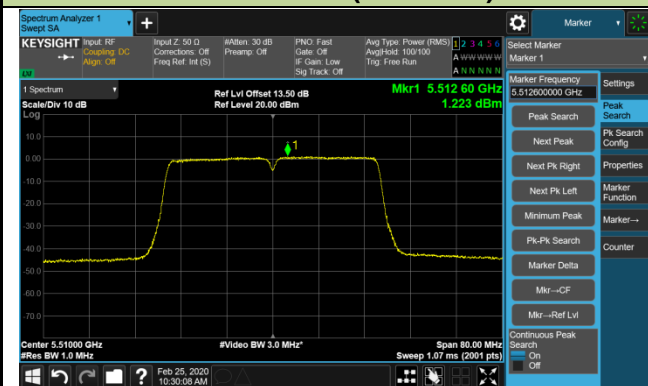 Spectrum Analyzer 1
Swept SA
+
Marker
KEYSIGHT
Input: RF
Coupling: DC
Align: Off
Input Z: 50 Ω
Corrections: Off
Freq Ref: Int (S)
#Atten: 30 dB
Preamp: Off
PNO: Fast
Gate: Off
IF Gain: Low
Sig Track: Off
Avg Type: Power (RMS)
Avg|Hold: 100/100
Trig: Free Run
1 2 3 4 5 6
A W W W W W
A N N N N N
Select Marker
Marker 1
LXI
1 Spectrum
Scale/Div 10 dB
Log
Ref Lvl Offset 13.50 dB
Ref Level 20.00 dBm
Mkr1 5.512 60 GHz
1.223 dBm
10.0
0.00
-10.0
-20.0
-30.0
-40.0
-50.0
-60.0
-70.0
1
Center 5.51000 GHz
#Res BW 1.0 MHz
#Video BW 3.0 MHz*
Span 80.00 MHz
Sweep 1.07 ms (2001 pts)
Marker Frequency
5.512600000 GHz
Peak Search
Next Peak
Next Pk Right
Next Pk Left
Minimum Peak
Pk-Pk Search
Marker Delta
Mkr→CF
Mkr→Ref Lvl
Continuous Peak
Search
On
Off
Settings
Peak
Search
Pk Search
Config
Properties
Marker
Function
Marker→
Counter
?
Feb 25, 2020
10:30:08 AM